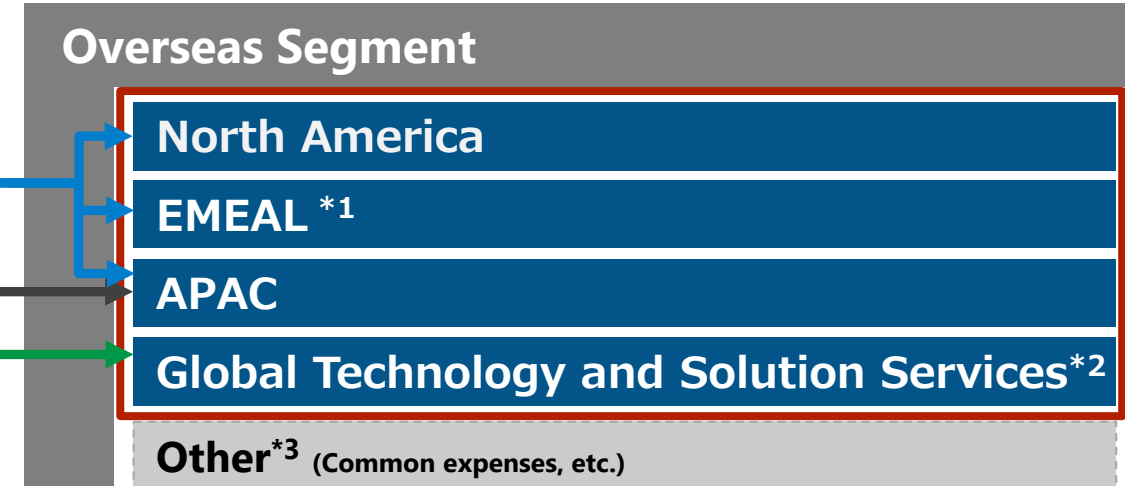 Overseas Segment
North America
EMEAL *1
APAC
Global Technology and Solution Services*2
Other*3 (Common expenses, etc.)